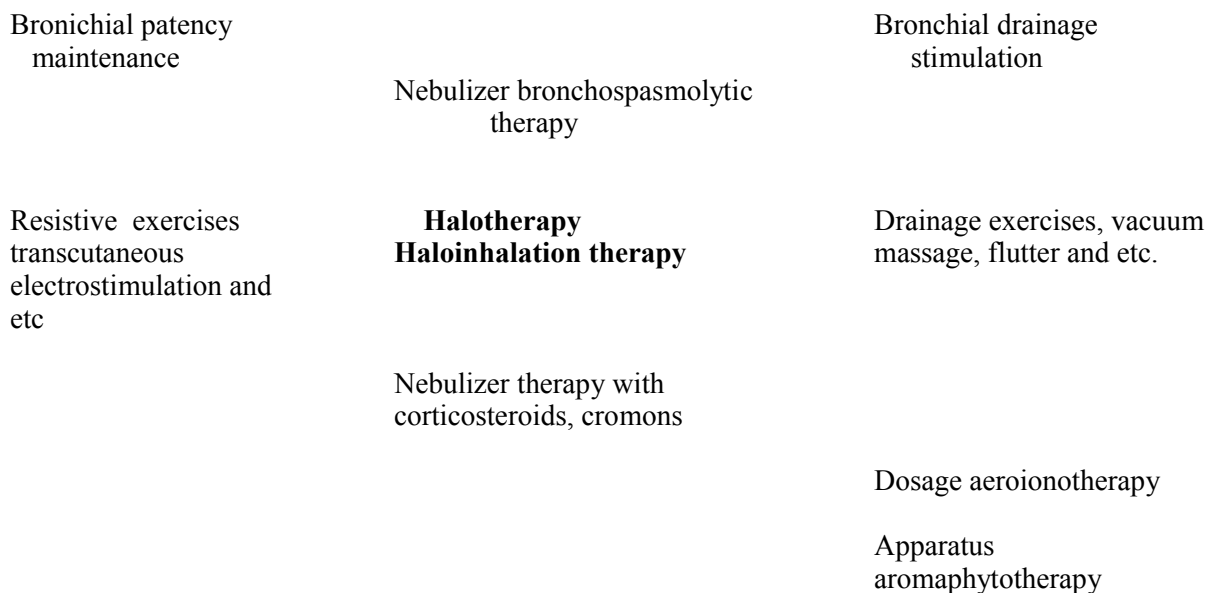 Bronichial patency
maintenance
Bronchial drainage
stimulation
Nebulizer bronchospasmolytic
therapy
Resistive exercises
transcutaneous
electrostimulation and
etc
Halotherapy
Haloinhalation therapy
Drainage exercises, vacuum
massage, flutter and etc.
Nebulizer therapy with
corticosteroids, cromons
Dosage aeroionotherapy
Apparatus
aromaphytotherapy